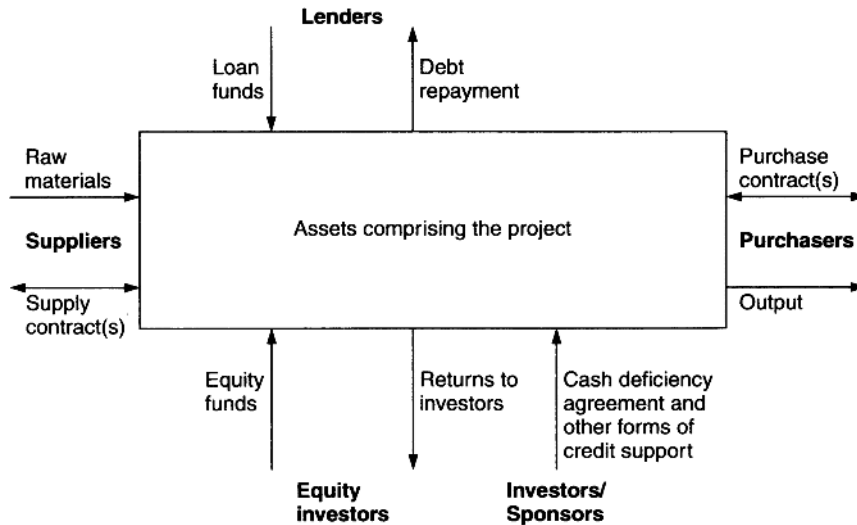 Lenders
Loan
funds
Debt
repayment
Raw
materials
Purchase
contract(s)
Suppliers
Assets comprising the project
Purchasers
Supply
contract(s)
Output
Equity
funds
Returns to
investors
Cash deficiency
agreement and
other forms of
credit support
Equity
investors
Investors/
Sponsors